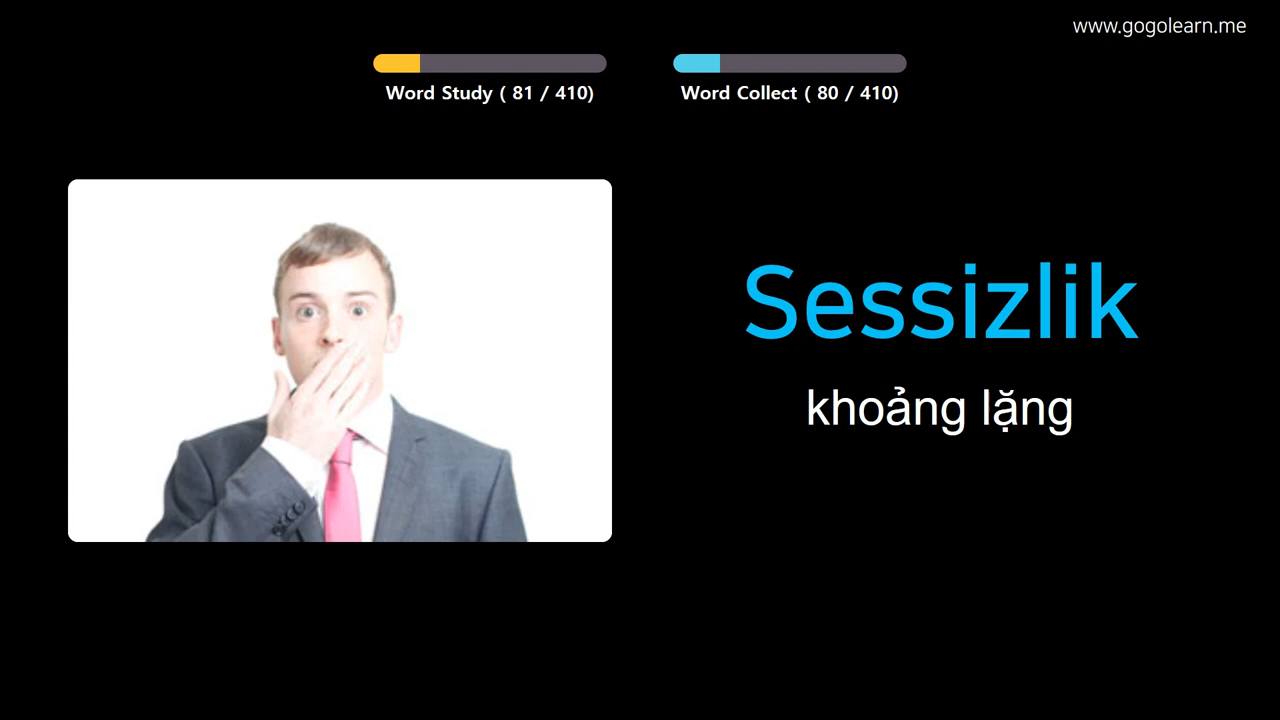 www.gogolearn.me
Word Study ( 81 / 410)
Word Collect ( 80 / 410)
Sessizlik
khoảng lặng